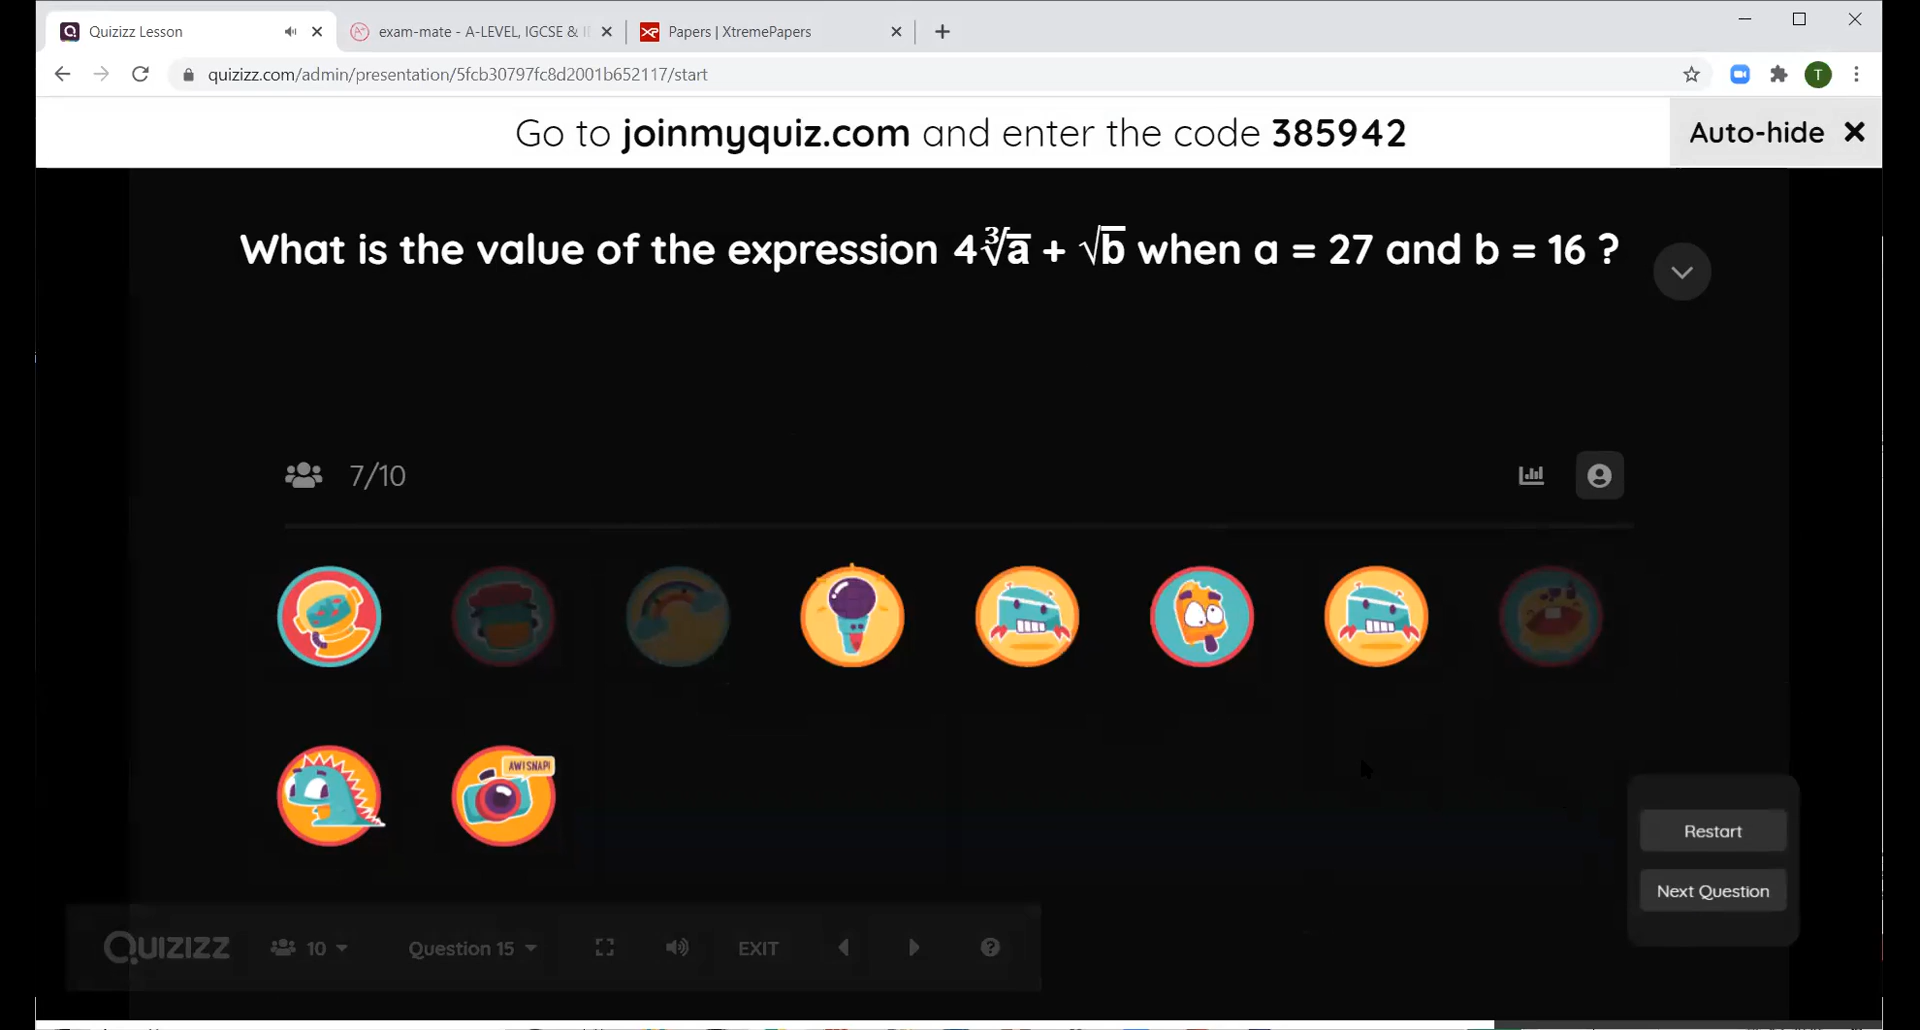 Quizizz Lesson
exam-mate - A-LEVEL, IGCSE & I
Papers | XtremePapers
quizizz.com/admin/presentation/5fcb30797fc8d2001b652117/start
T
Go to joinmyquiz.com and enter the code 385942
Auto-hide
What is the value of the expression 4∛a + √b when a = 27 and b = 16 ?
7/10
AW! SNAP!
Restart
Next Question
QUIZIZZ
10
Question 15
EXIT